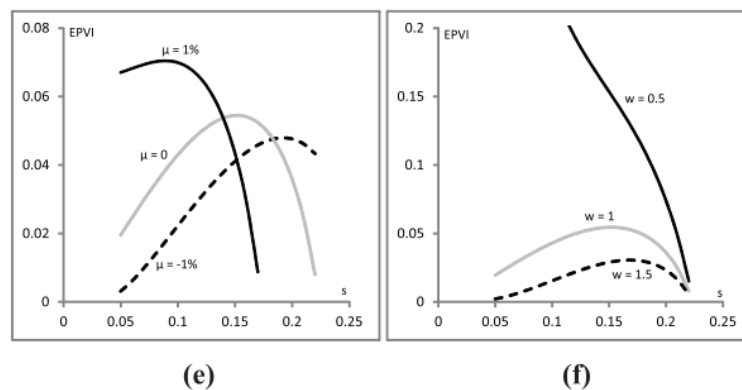 0.08
EPVI
μ = 1%
0.06
μ = 0
0.04
0.02
μ = -1%
0
s
0
0.05
0.1
0.15
0.2
0.25
(e)
0.2
EPVI
0.15
w = 0.5
0.1
w = 1
0.05
w = 1.5
0
s
0
0.05
0.1
0.15
0.2
0.25
(f)